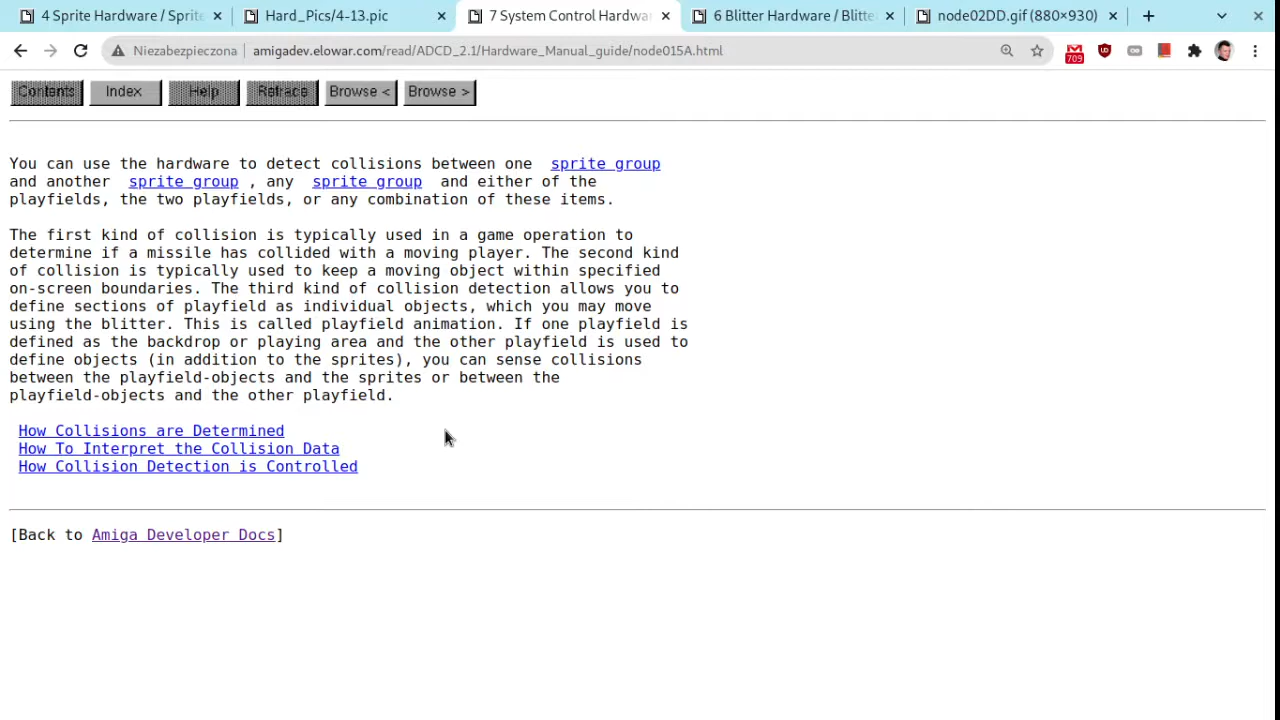 4 Sprite Hardware / Sprite
Hard_Pics/4-13.pic
7 System Control Hardwa
6 Blitter Hardware / Blitte
node02DD.gif (880×930)
Niezabezpieczona
amigadev.elowar.com/read/ADCD_2.1/Hardware_Manual_guide/node015A.html
709
Contents Index Help Retrace Browse < Browse >
You can use the hardware to detect collisions between one sprite group
and another sprite group , any sprite group and either of the
playfields, the two playfields, or any combination of these items.
The first kind of collision is typically used in a game operation to
determine if a missile has collided with a moving player. The second kind
of collision is typically used to keep a moving object within specified
on-screen boundaries. The third kind of collision detection allows you to
define sections of playfield as individual objects, which you may move
using the blitter. This is called playfield animation. If one playfield is
defined as the backdrop or playing area and the other playfield is used to
define objects (in addition to the sprites), you can sense collisions
between the playfield-objects and the sprites or between the
playfield-objects and the other playfield.
How Collisions are Determined
How To Interpret the Collision Data
How Collision Detection is Controlled
[Back to Amiga Developer Docs]